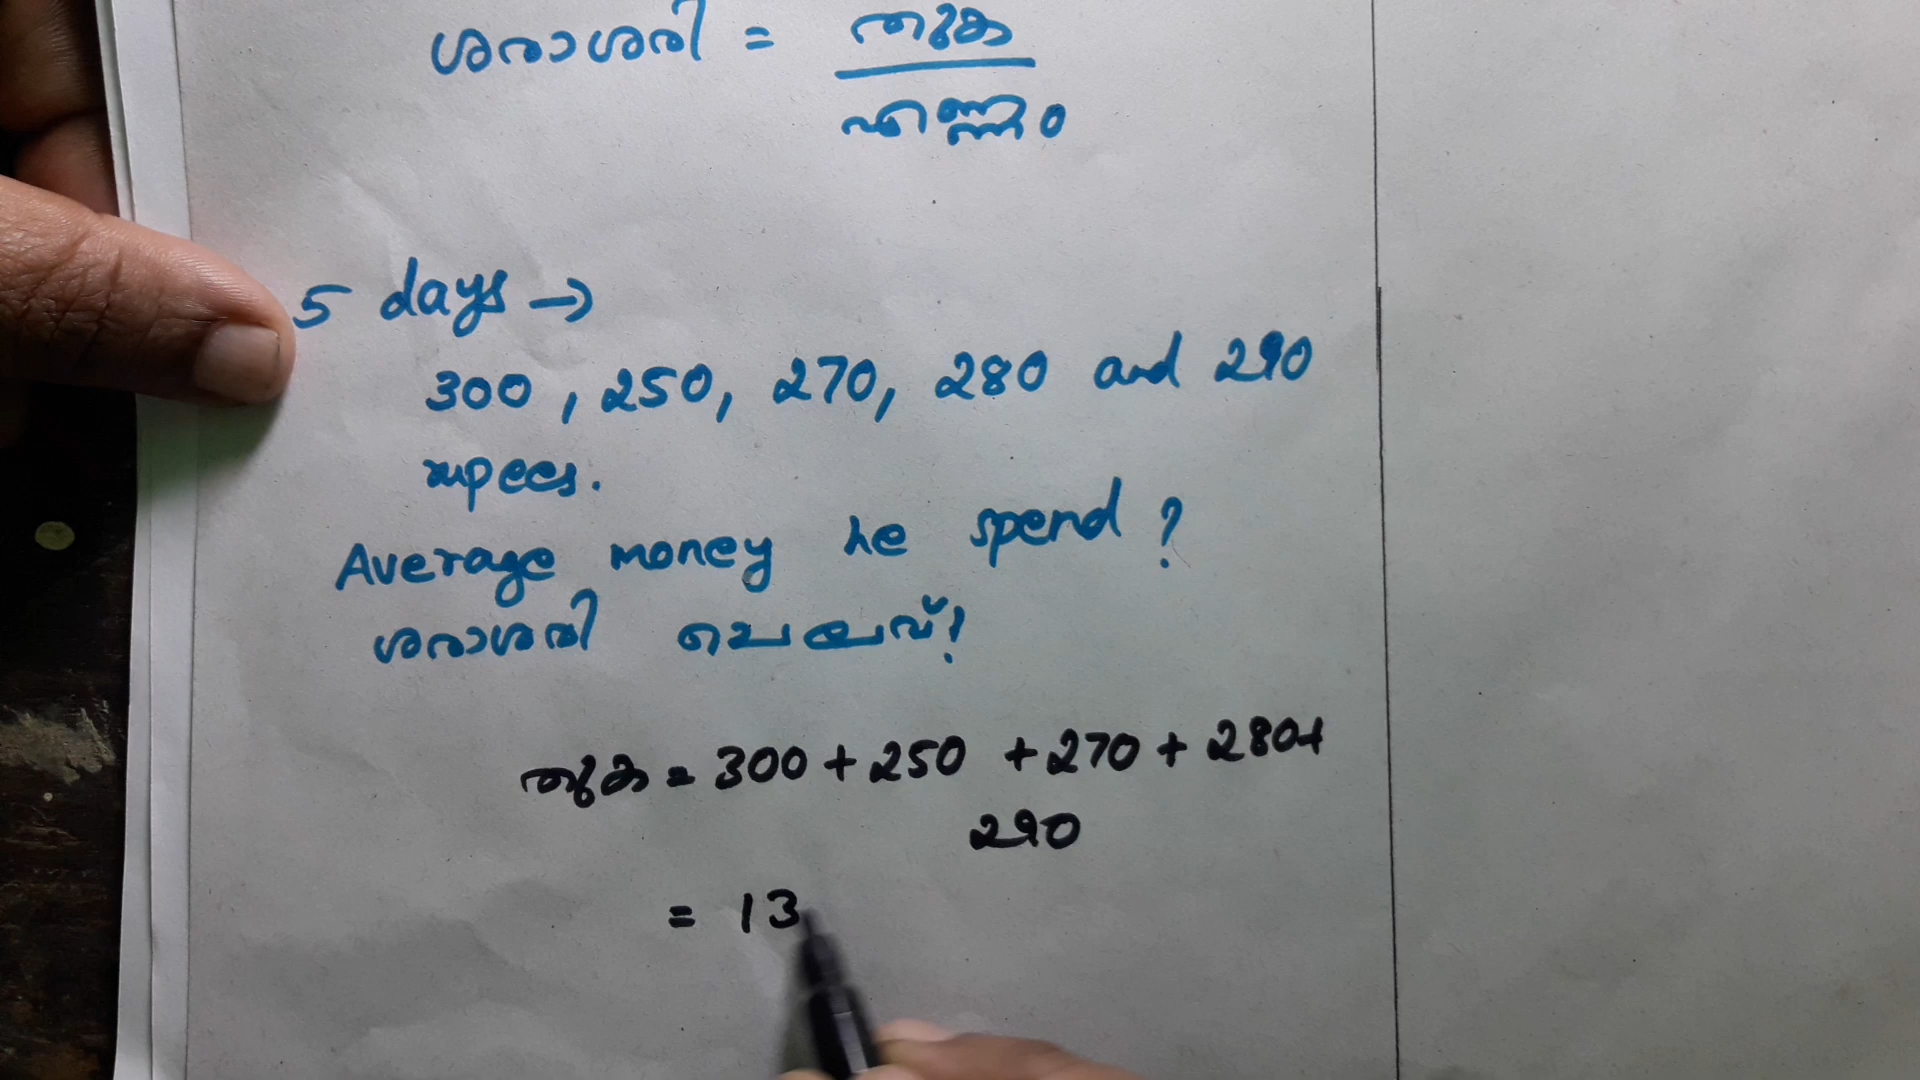 ശരാശരി = തുക
എണ്ണം
5 days →
300, 250, 270, 280 and 290
rupees.
Average money he spend?
ശരാശരി ചെലവ്?
തുക = 300 + 250 + 270 + 280+
290
= 13